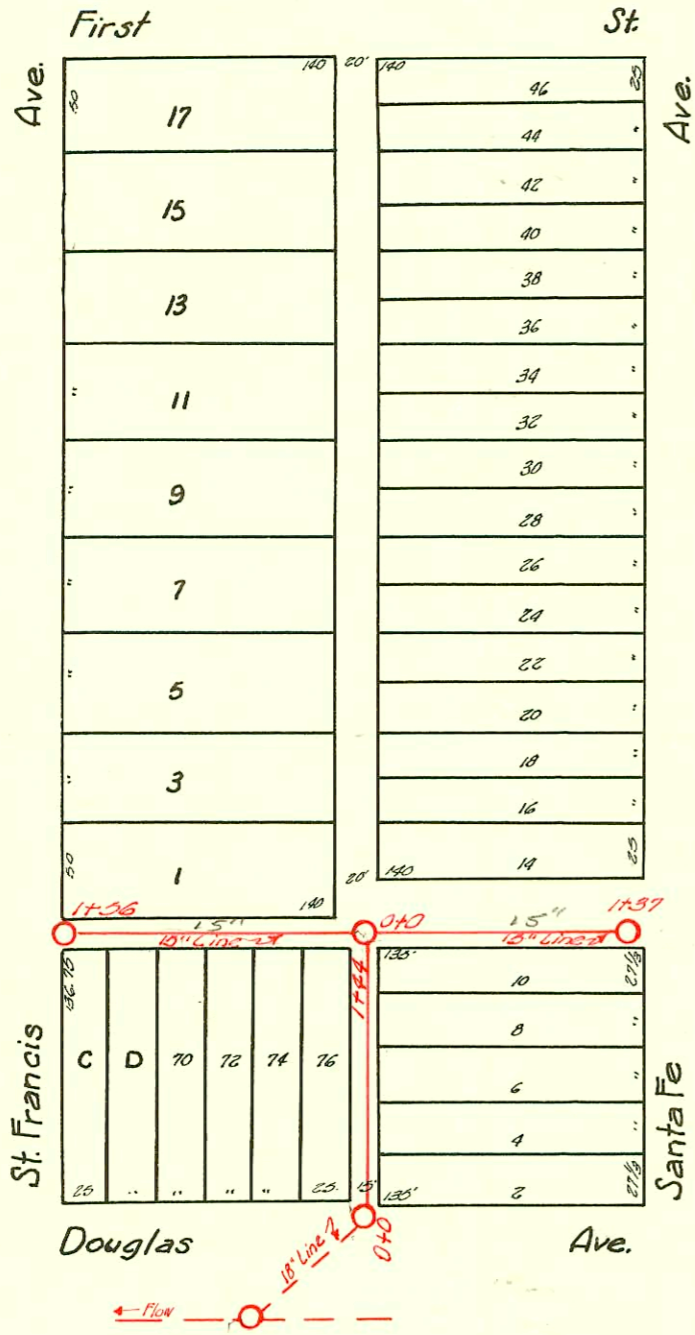 First St.
Ave. Ave.
140 20' 140
50 25
17 46
44 "
15 42 "
40 "
13 38 "
36 "
" 11 34 "
32 "
" 9 30 "
28 "
" 7 26 "
24 "
" 5 22 "
20 "
" 3 18 "
16 "
50 1 20' 140 14 25
140
1+56 15" 0+0 15" 1+37
15" Line 15" Line
136.75 1+44 135' 27⅓
10
8 "
C D 70 72 74 76
6 "
4 "
25 " " " " 25 15' 135' 2 27⅓
St. Francis Santa Fe
Douglas Ave.
0+0
18" Line
Flow